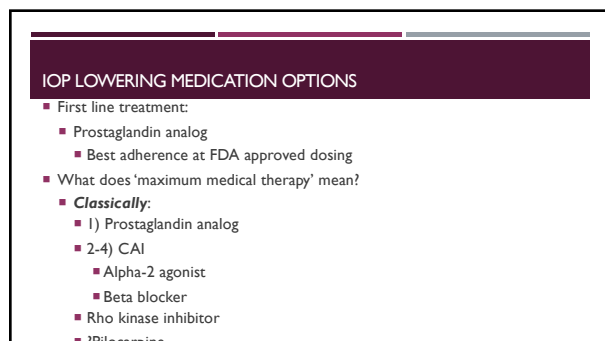 IOP LOWERING MEDICATION OPTIONS
First line treatment:
Prostaglandin analog
Best adherence at FDA approved dosing
What does ‘maximum medical therapy’ mean?
Classically:
1) Prostaglandin analog
2-4) CAI
Alpha-2 agonist
Beta blocker
Rho kinase inhibitor
?Pilocarpine